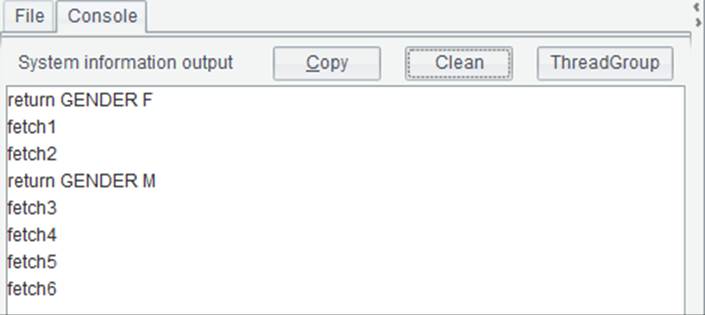 File Console
System information output Copy Clean ThreadGroup
return GENDER F
fetch1
fetch2
return GENDER M
fetch3
fetch4
fetch5
fetch6